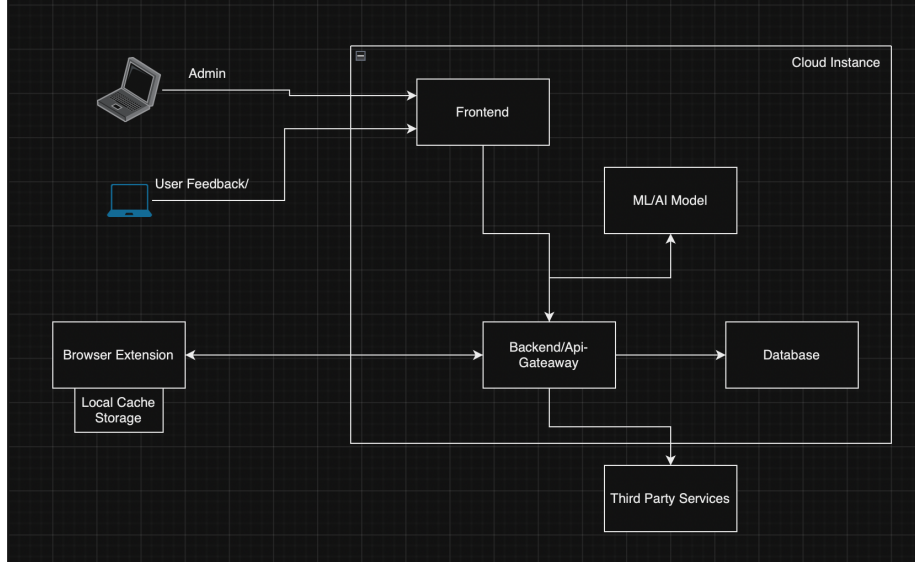 Cloud Instance
Admin
Frontend
User Feedback/
ML/AI Model
Browser Extension
Local Cache
Storage
Backend/Api-
Gateaway
Database
Third Party Services